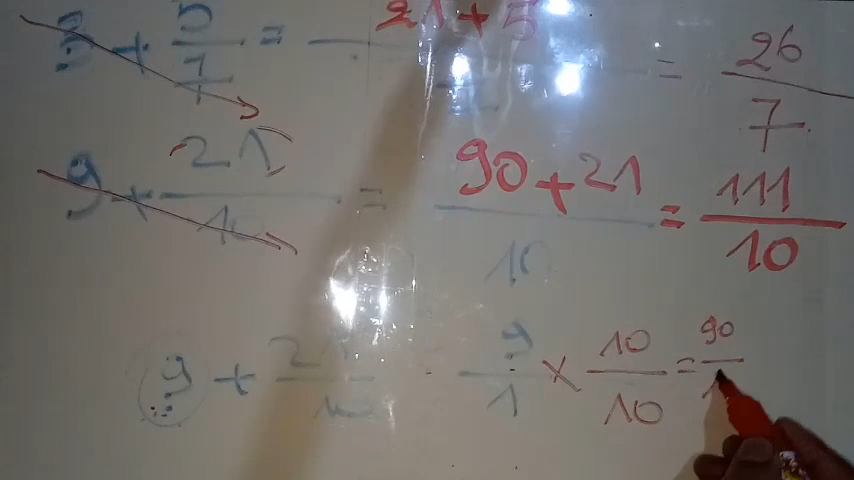 3 + 5/7 = 21 + 5 = 26/7
9 + 21/10 = 90 + 21/10 = 111/10
9 + 21/10 9/1 × 10/10 = 90/1